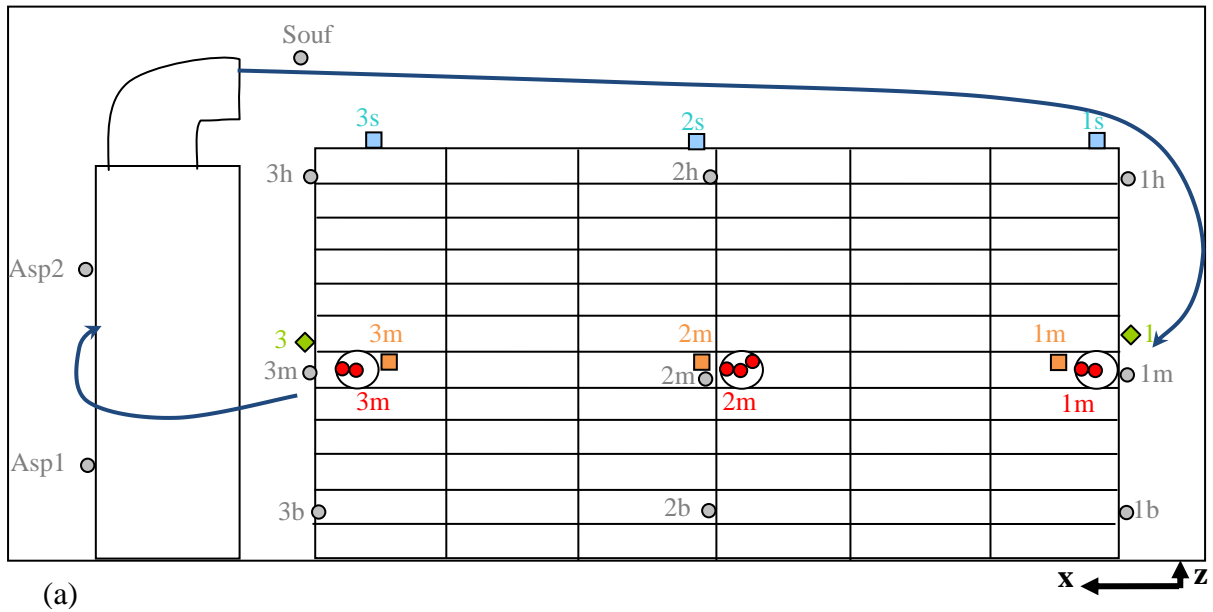 Souf
3s 2s 1s
3h 2h 1h
Asp2
3 3m 2m 1m 1
3m 2m 1m
3m 2m 1m
Asp1
3b 2b 1b
x z
(a)